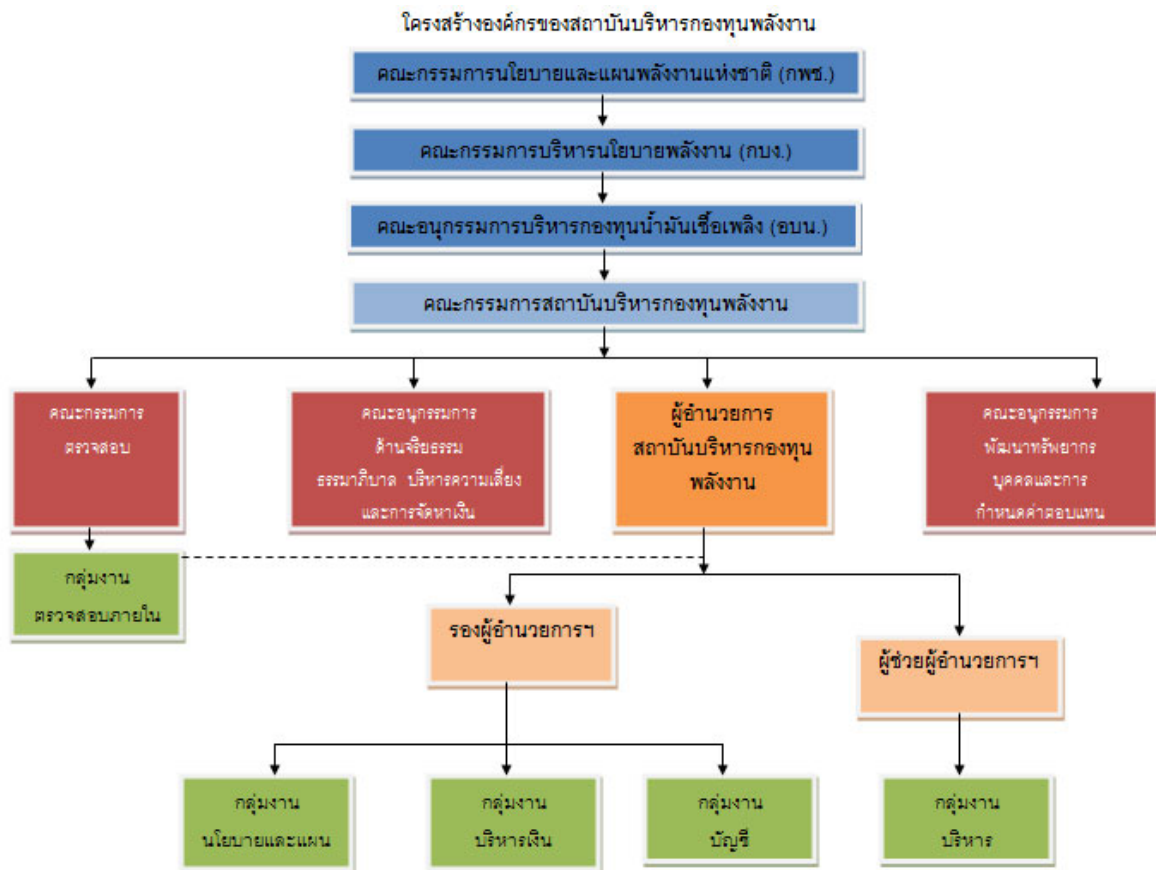 โครงสร้างองค์กรของสถาบันบริหารกองทุนพลังงาน
คณะกรรมการนโยบายและแผนพลังงานแห่งชาติ (กพช.)
คณะกรรมการบริหารนโยบายพลังงาน (กบง.)
คณะอนุกรรมการบริหารกองทุนน้ำมันเชื้อเพลิง (อบน.)
คณะกรรมการสถาบันบริหารกองทุนพลังงาน
คณะกรรมการ
ตรวจสอบ
คณะอนุกรรมการ
ด้านจริยธรรม
ธรรมาภิบาล บริหารความเสี่ยง
และการจัดหาเงิน
ผู้อำนวยการ
สถาบันบริหารกองทุน
พลังงาน
คณะอนุกรรมการ
พัฒนาทรัพยากร
บุคคลและการ
กำหนดค่าตอบแทน
กลุ่มงาน
ตรวจสอบภายใน
รองผู้อำนวยการฯ
ผู้ช่วยผู้อำนวยการฯ
กลุ่มงาน
นโยบายและแผน
กลุ่มงาน
บริหารเงิน
กลุ่มงาน
บัญชี
กลุ่มงาน
บริหาร